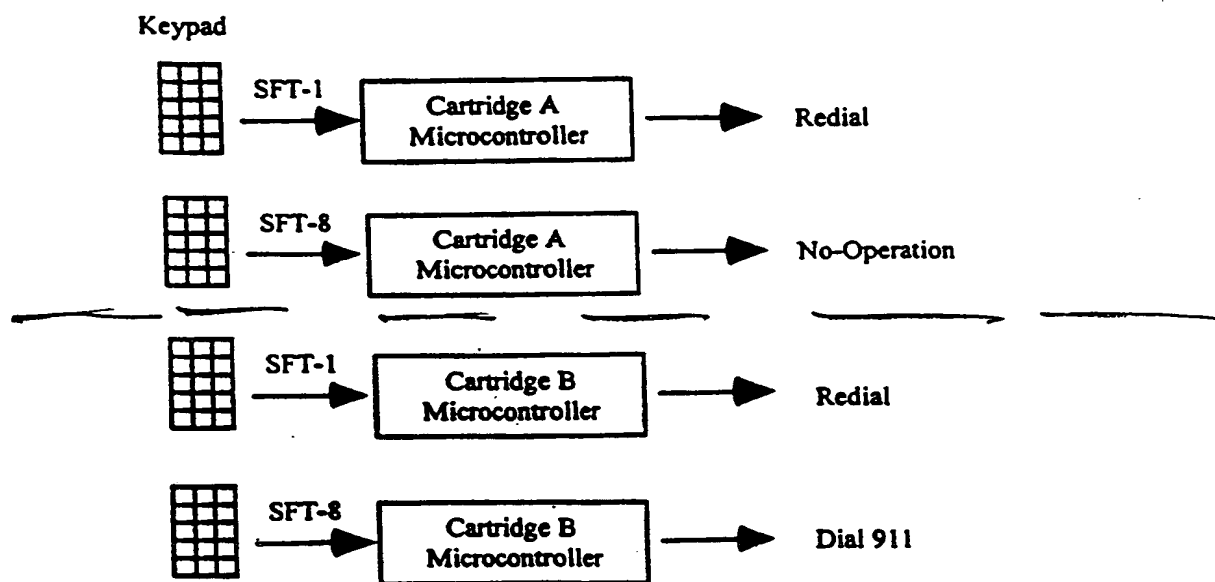 Keypad
SFT-1
Cartridge A
Microcontroller
Redial
SFT-8
Cartridge A
Microcontroller
No-Operation
SFT-1
Cartridge B
Microcontroller
Redial
SFT-8
Cartridge B
Microcontroller
Dial 911